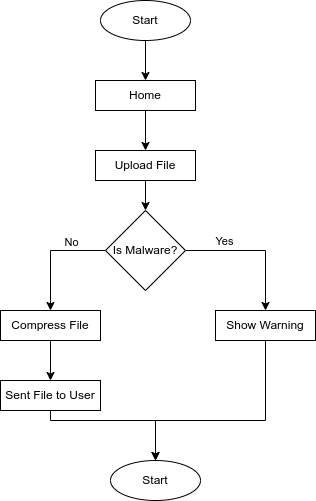 Start
Home
Upload File
Is Malware?
No
Yes
Compress File
Show Warning
Sent File to User
Start